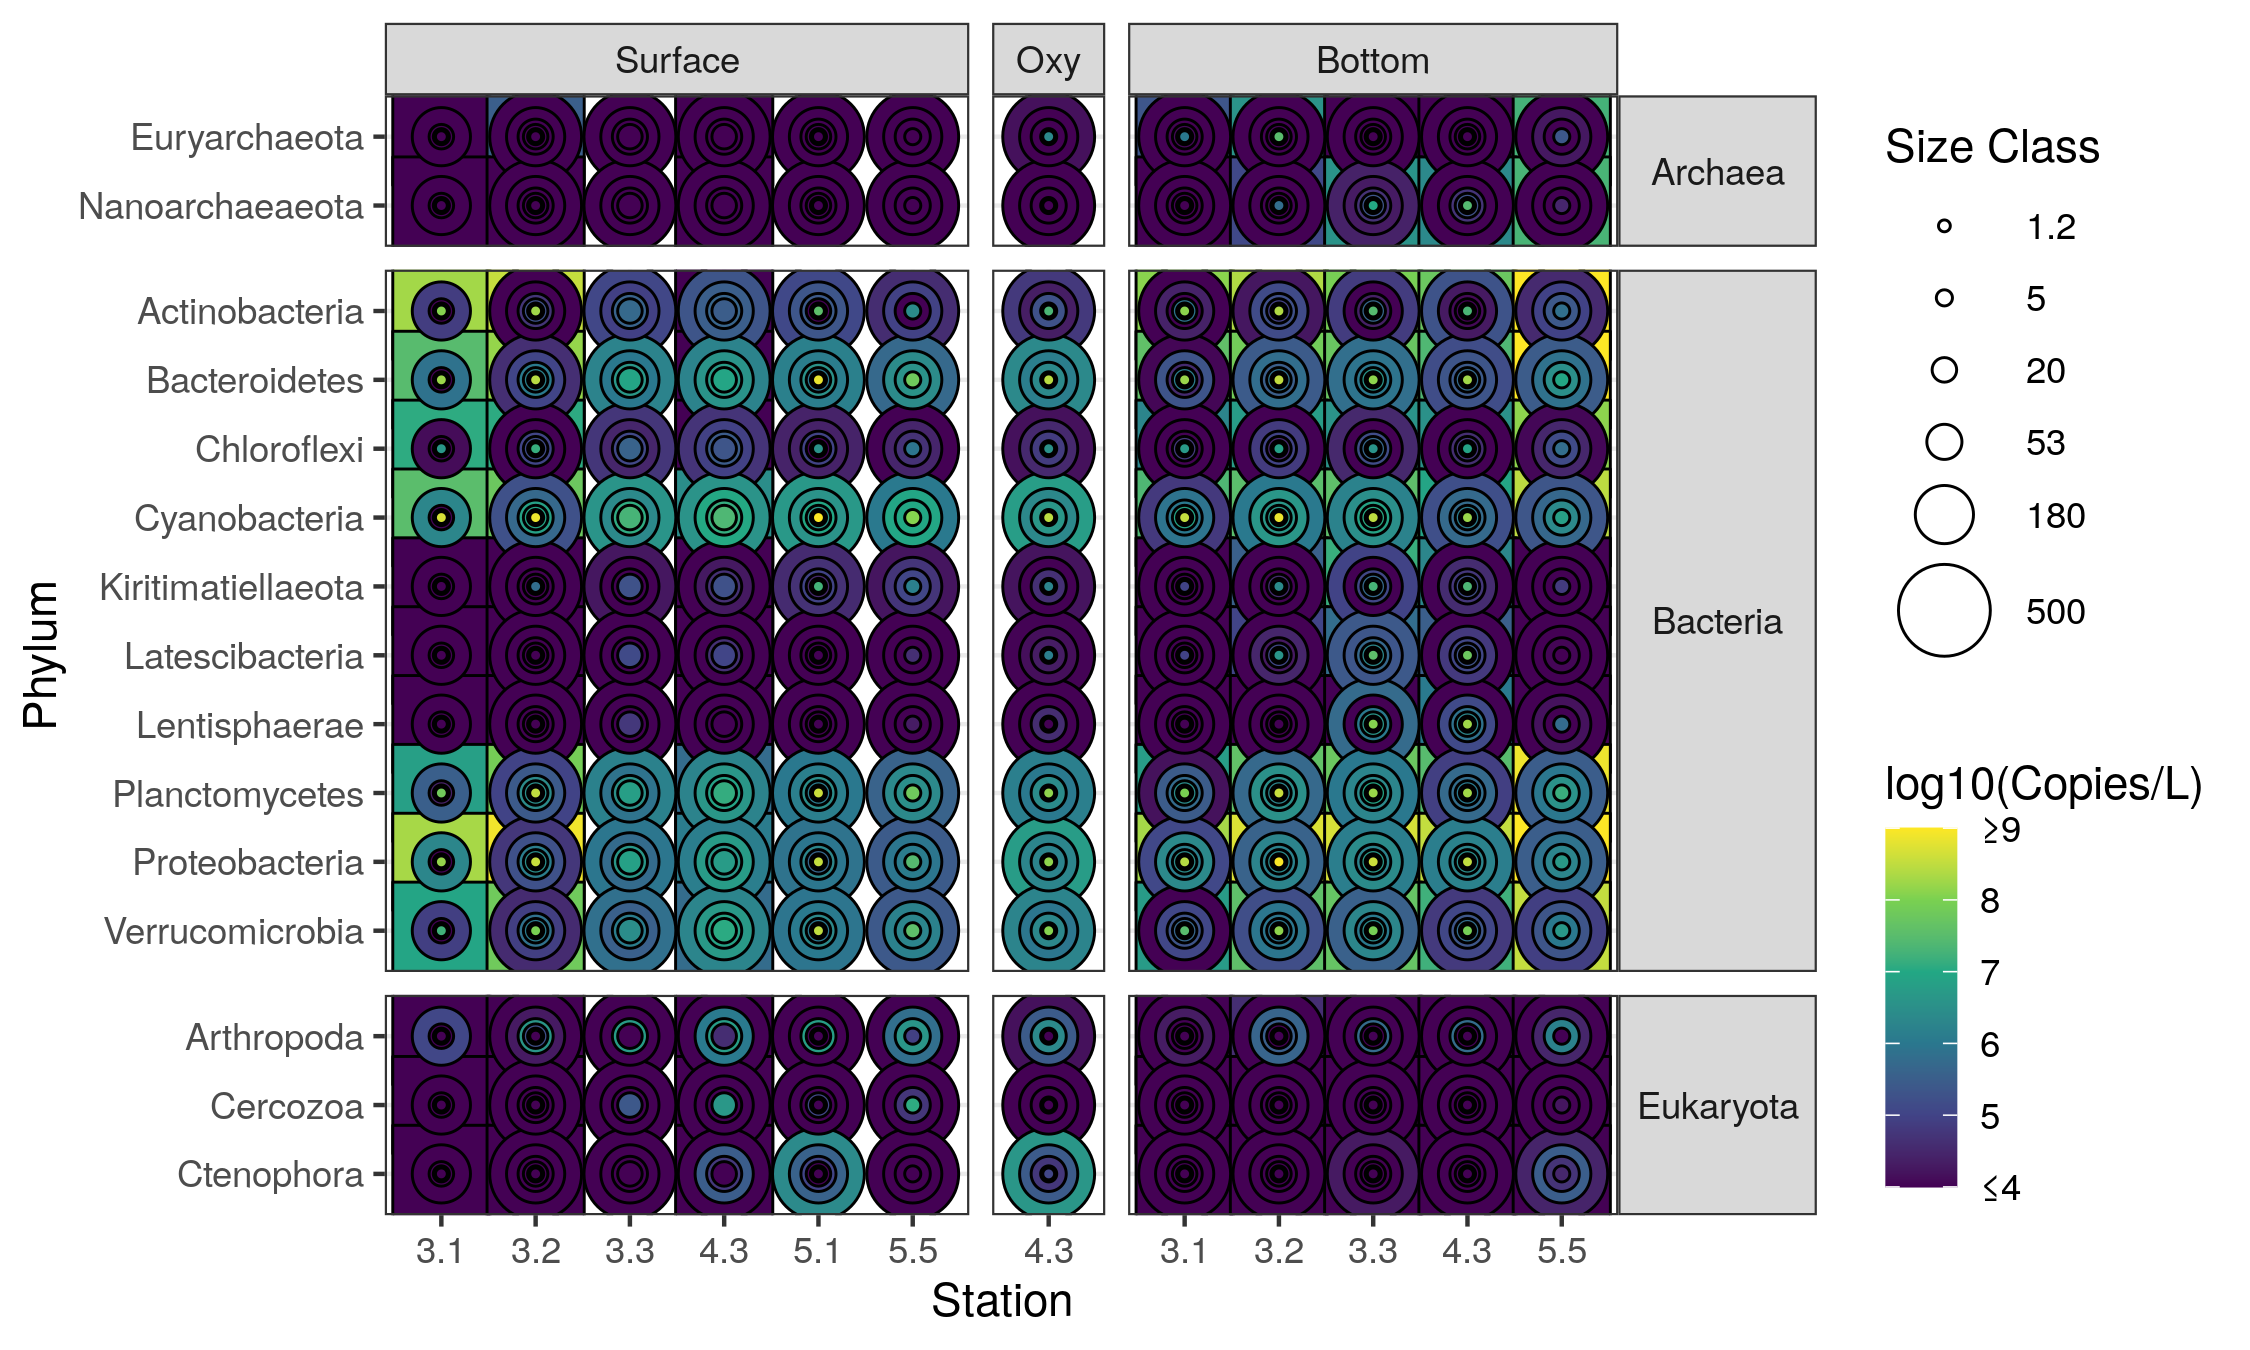 Surface Oxy Bottom
Euryarchaeota
Nanoarchaeaeota
Archaea
Actinobacteria
Bacteroidetes
Chloroflexi
Cyanobacteria
Kiritimatiellaeota
Latescibacteria
Lentisphaerae
Planctomycetes
Proteobacteria
Verrucomicrobia
Bacteria
Arthropoda
Cercozoa
Ctenophora
Eukaryota
Phylum
3.1 3.2 3.3 4.3 5.1 5.5 4.3 3.1 3.2 3.3 4.3 5.5
Station
Size Class
1.2
5
20
53
180
500
log10(Copies/L)
≥9
8
7
6
5
≤4